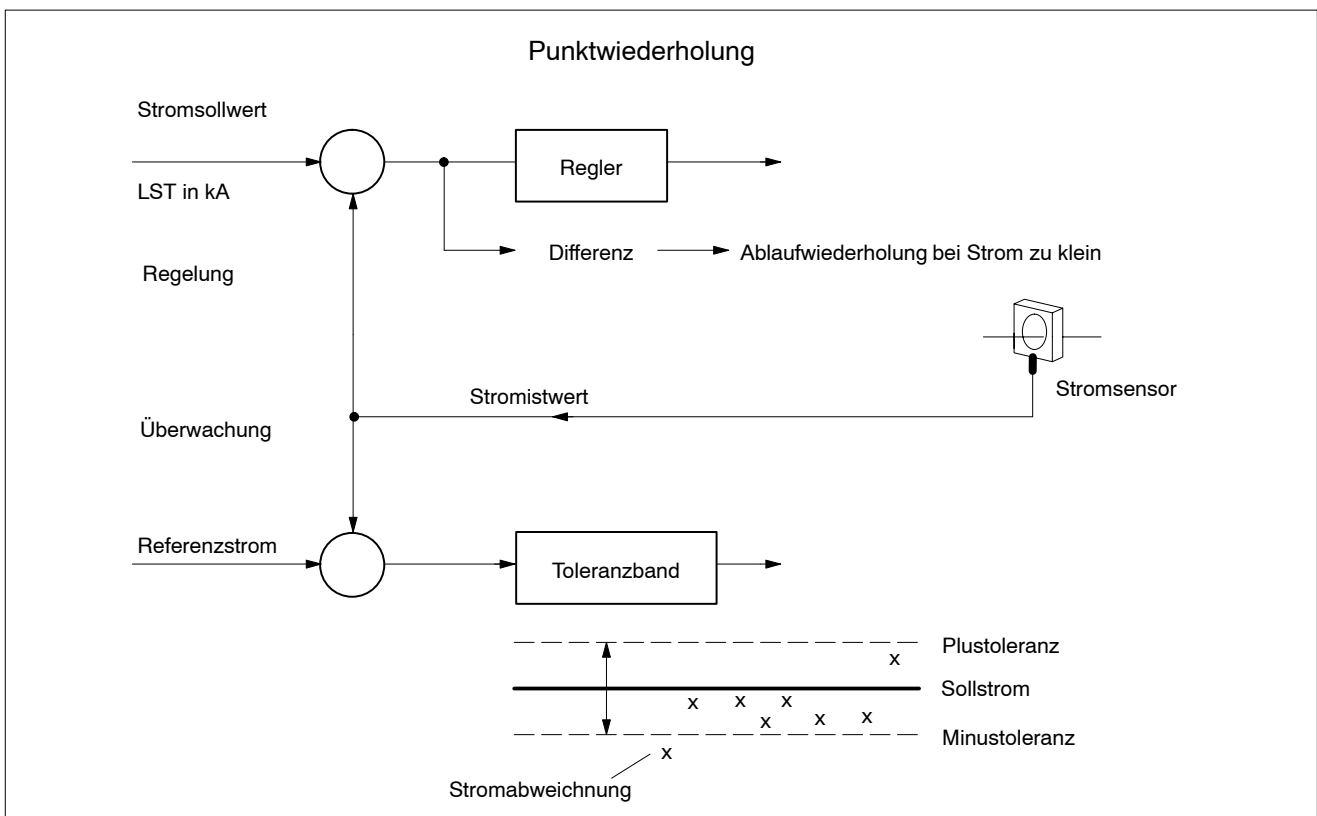 Punktwiederholung
Stromsollwert
LST in kA
Regler
Differenz
Ablaufwiederholung bei Strom zu klein
Regelung
Stromsensor
Stromistwert
Überwachung
Referenzstrom
Toleranzband
Plustoleranz
x
Sollstrom
x x x
x x x
Minustoleranz
x
Stromabweichnung